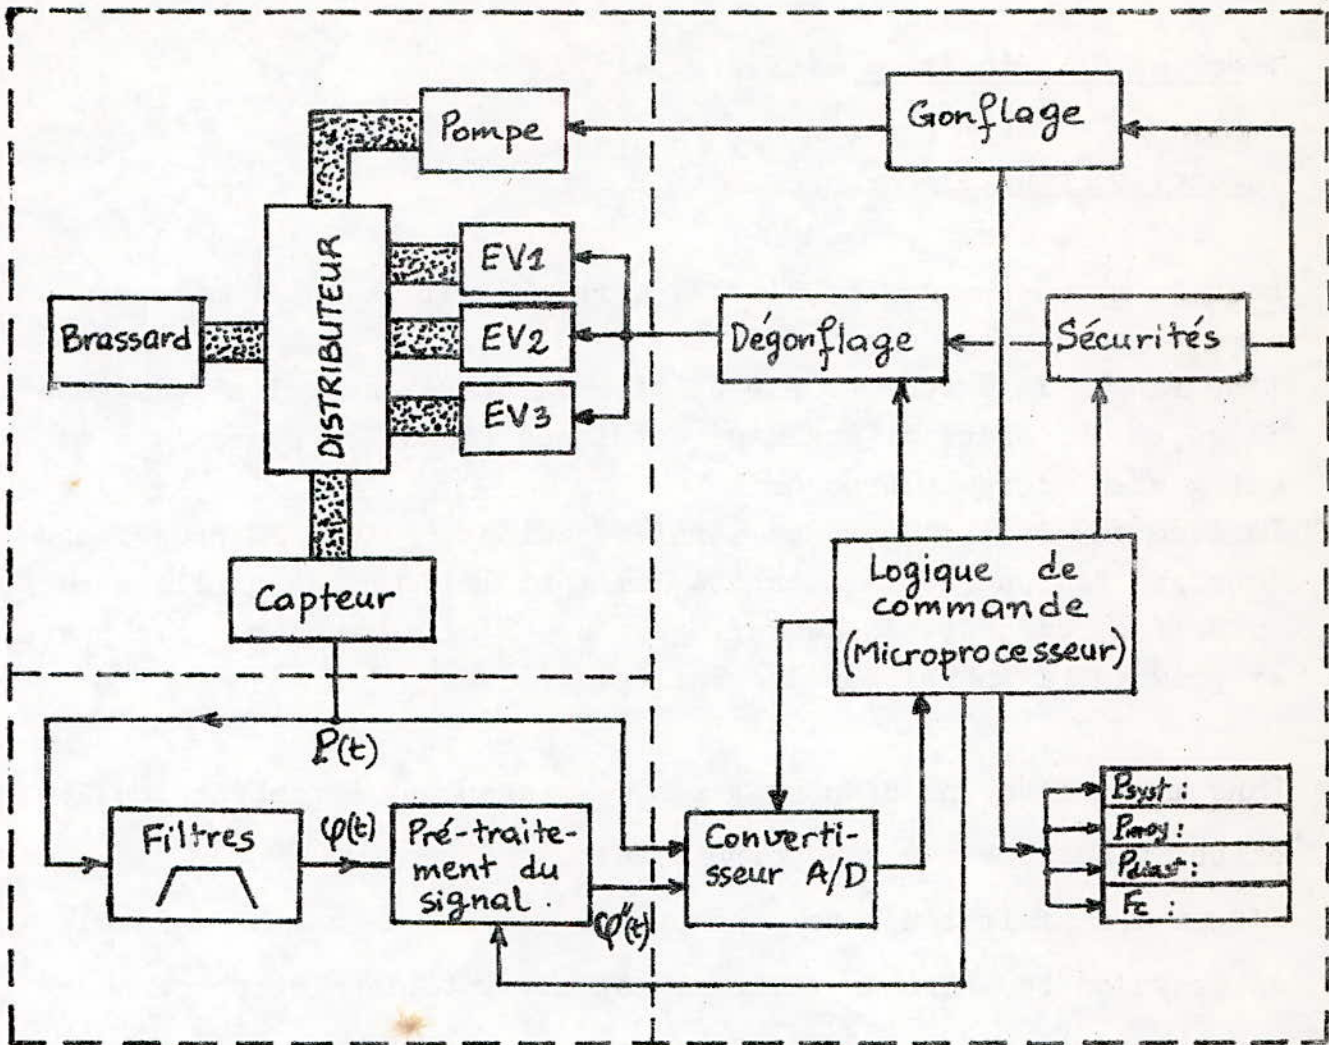 Pompe
Gonflage
EV1
DISTRIBUTEUR
Brassard
EV2
Dégonflage
Sécurités
EV3
Capteur
Logique de
commande
(Microprocesseur)
P(t)
Filtres
φ(t)
Pré-traite-
ment du
signal.
φ"(t)
Converti-
sseur A/D
Psyst :
Pmoy :
Pdiast :
Fc :